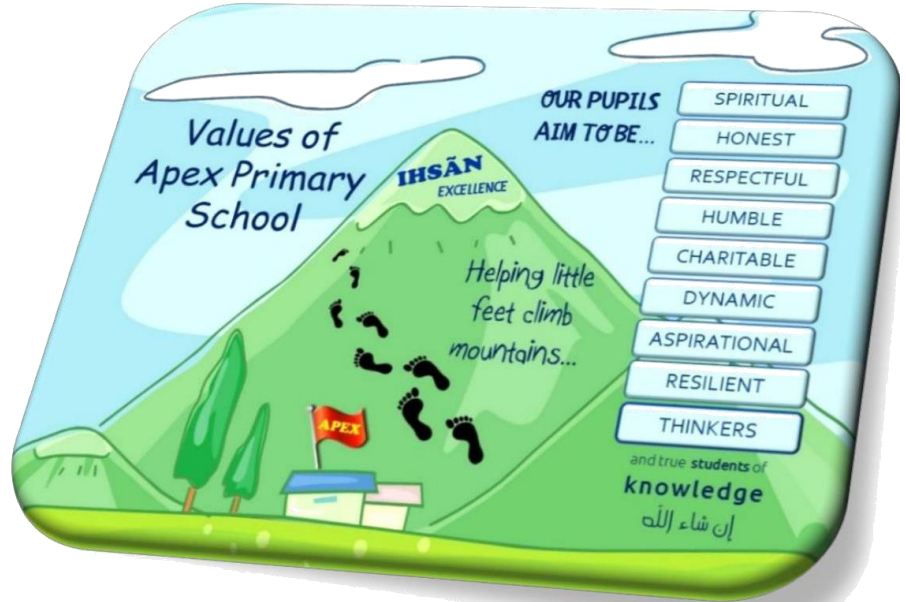 Values of
Apex Primary
School
IHSÃN
EXCELLENCE
Helping little
feet climb
mountains...
APEX
OUR PUPILS
AIM TO BE...
SPIRITUAL
HONEST
RESPECTFUL
HUMBLE
CHARITABLE
DYNAMIC
ASPIRATIONAL
RESILIENT
THINKERS
and true students of
knowledge
إن شاء الله